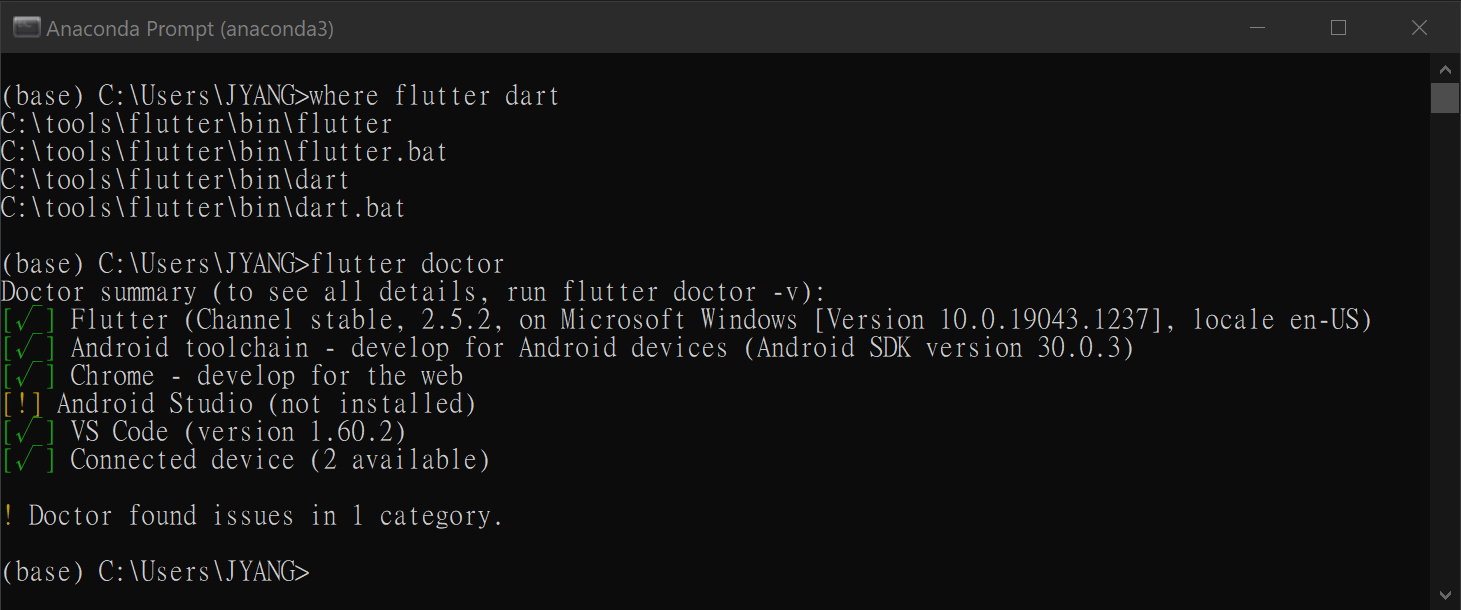 Anaconda Prompt (anaconda3)
(base) C:\Users\JYANG>where flutter dart
C:\tools\flutter\bin\flutter
C:\tools\flutter\bin\flutter.bat
C:\tools\flutter\bin\dart
C:\tools\flutter\bin\dart.bat
(base) C:\Users\JYANG>flutter doctor
Doctor summary (to see all details, run flutter doctor -v):
[√] Flutter (Channel stable, 2.5.2, on Microsoft Windows [Version 10.0.19043.1237], locale en-US)
[√] Android toolchain - develop for Android devices (Android SDK version 30.0.3)
[√] Chrome - develop for the web
[!] Android Studio (not installed)
[√] VS Code (version 1.60.2)
[√] Connected device (2 available)
! Doctor found issues in 1 category.
(base) C:\Users\JYANG>